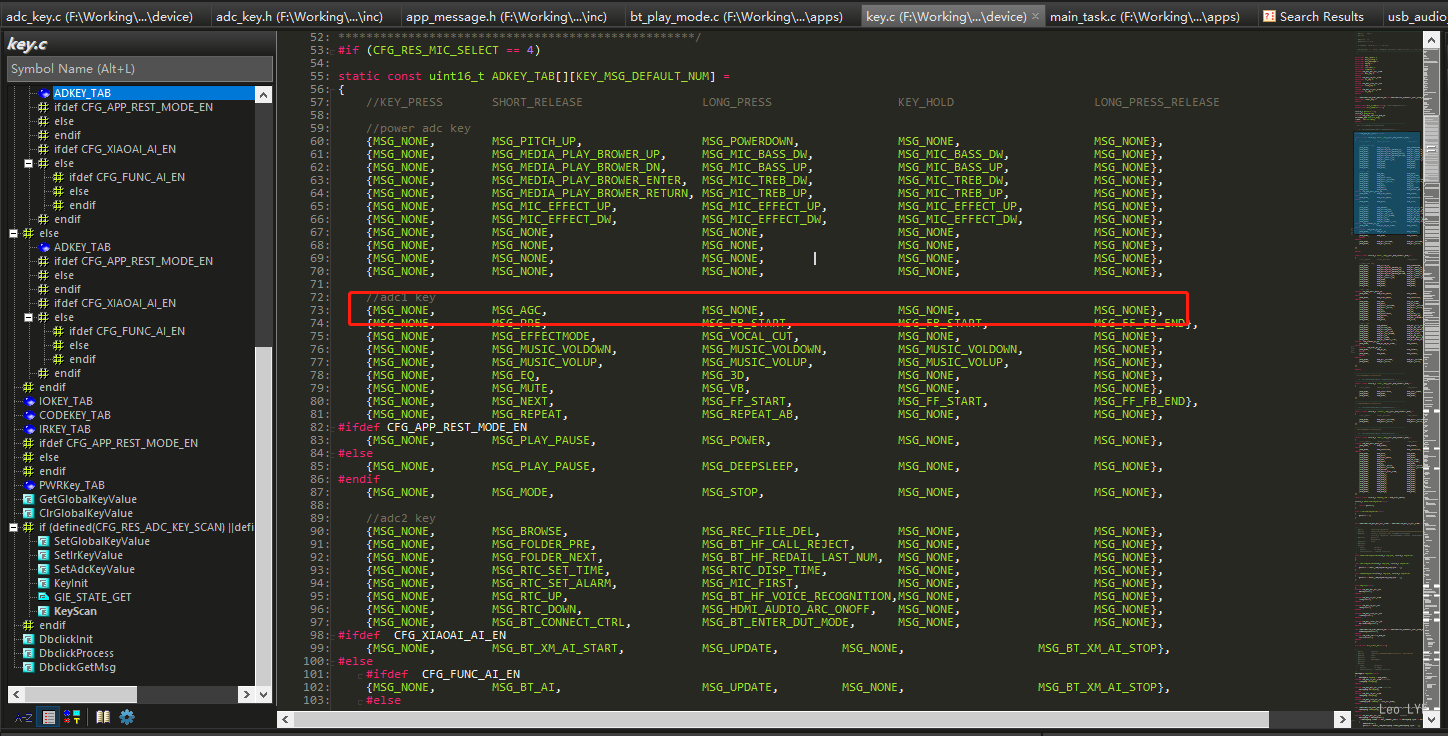 adc_key.c (F:\Working\...\device)
adc_key.h (F:\Working\...\inc)
app_message.h (F:\Working\...\inc)
bt_play_mode.c (F:\Working\...\apps)
key.c (F:\Working\...\device) ×
main_task.c (F:\Working\...\apps)
Search Results
usb_audio
key.c
Symbol Name (Alt+L)
ADKEY_TAB
ifdef CFG_APP_REST_MODE_EN
else
endif
ifdef CFG_XIAOAI_AI_EN
else
ifdef CFG_FUNC_AI_EN
else
endif
endif
else
ADKEY_TAB
ifdef CFG_APP_REST_MODE_EN
else
endif
ifdef CFG_XIAOAI_AI_EN
else
ifdef CFG_FUNC_AI_EN
else
endif
endif
endif
IOKEY_TAB
CODEKEY_TAB
IRKEY_TAB
ifdef CFG_APP_REST_MODE_EN
else
endif
PWRKey_TAB
GetGlobalKeyValue
ClrGlobalKeyValue
if (defined(CFG_RES_ADC_KEY_SCAN) ||defi
SetGlobalKeyValue
SetIrKeyValue
SetAdcKeyValue
KeyInit
GIE_STATE_GET
KeyScan
endif
DbclickInit
DbclickProcess
DbclickGetMsg
A-Z
52: **************************************************/
53: #if (CFG_RES_MIC_SELECT == 4)
54:
55: static const uint16_t ADKEY_TAB[][KEY_MSG_DEFAULT_NUM] =
56: {
57: //KEY_PRESS SHORT_RELEASE LONG_PRESS KEY_HOLD LONG_PRESS_RELEASE
58:
59: //power adc key
60: {MSG_NONE, MSG_PITCH_UP, MSG_POWERDOWN, MSG_NONE, MSG_NONE},
61: {MSG_NONE, MSG_MEDIA_PLAY_BROWER_UP, MSG_MIC_BASS_DW, MSG_MIC_BASS_DW, MSG_NONE},
62: {MSG_NONE, MSG_MEDIA_PLAY_BROWER_DN, MSG_MIC_BASS_UP, MSG_MIC_BASS_UP, MSG_NONE},
63: {MSG_NONE, MSG_MEDIA_PLAY_BROWER_ENTER, MSG_MIC_TREB_DW, MSG_MIC_TREB_DW, MSG_NONE},
64: {MSG_NONE, MSG_MEDIA_PLAY_BROWER_RETURN, MSG_MIC_TREB_UP, MSG_MIC_TREB_UP, MSG_NONE},
65: {MSG_NONE, MSG_MIC_EFFECT_UP, MSG_MIC_EFFECT_UP, MSG_MIC_EFFECT_UP, MSG_NONE},
66: {MSG_NONE, MSG_MIC_EFFECT_DW, MSG_MIC_EFFECT_DW, MSG_MIC_EFFECT_DW, MSG_NONE},
67: {MSG_NONE, MSG_NONE, MSG_NONE, MSG_NONE, MSG_NONE},
68: {MSG_NONE, MSG_NONE, MSG_NONE, MSG_NONE, MSG_NONE},
69: {MSG_NONE, MSG_NONE, MSG_NONE, MSG_NONE, MSG_NONE},
70: {MSG_NONE, MSG_NONE, MSG_NONE, MSG_NONE, MSG_NONE},
71:
72: //adc1 key
73: {MSG_NONE, MSG_AGC, MSG_NONE, MSG_NONE, MSG_NONE},
74: {MSG_NONE, MSG_PRE, MSG_FB_START, MSG_FB_START, MSG_FF_FB_END},
75: {MSG_NONE, MSG_EFFECTMODE, MSG_VOCAL_CUT, MSG_NONE, MSG_NONE},
76: {MSG_NONE, MSG_MUSIC_VOLDOWN, MSG_MUSIC_VOLDOWN, MSG_MUSIC_VOLDOWN, MSG_NONE},
77: {MSG_NONE, MSG_MUSIC_VOLUP, MSG_MUSIC_VOLUP, MSG_MUSIC_VOLUP, MSG_NONE},
78: {MSG_NONE, MSG_EQ, MSG_3D, MSG_NONE, MSG_NONE},
79: {MSG_NONE, MSG_MUTE, MSG_VB, MSG_NONE, MSG_NONE},
80: {MSG_NONE, MSG_NEXT, MSG_FF_START, MSG_FF_START, MSG_FF_FB_END},
81: {MSG_NONE, MSG_REPEAT, MSG_REPEAT_AB, MSG_NONE, MSG_NONE},
82: #ifdef CFG_APP_REST_MODE_EN
83: {MSG_NONE, MSG_PLAY_PAUSE, MSG_POWER, MSG_NONE, MSG_NONE},
84: #else
85: {MSG_NONE, MSG_PLAY_PAUSE, MSG_DEEPSLEEP, MSG_NONE, MSG_NONE},
86: #endif
87: {MSG_NONE, MSG_MODE, MSG_STOP, MSG_NONE, MSG_NONE},
88:
89: //adc2 key
90: {MSG_NONE, MSG_BROWSE, MSG_REC_FILE_DEL, MSG_NONE, MSG_NONE},
91: {MSG_NONE, MSG_FOLDER_PRE, MSG_BT_HF_CALL_REJECT, MSG_NONE, MSG_NONE},
92: {MSG_NONE, MSG_FOLDER_NEXT, MSG_BT_HF_REDAIL_LAST_NUM, MSG_NONE, MSG_NONE},
93: {MSG_NONE, MSG_RTC_SET_TIME, MSG_RTC_DISP_TIME, MSG_NONE, MSG_NONE},
94: {MSG_NONE, MSG_RTC_SET_ALARM, MSG_MIC_FIRST, MSG_NONE, MSG_NONE},
95: {MSG_NONE, MSG_RTC_UP, MSG_BT_HF_VOICE_RECOGNITION, MSG_NONE, MSG_NONE},
96: {MSG_NONE, MSG_RTC_DOWN, MSG_HDMI_AUDIO_ARC_ONOFF, MSG_NONE, MSG_NONE},
97: {MSG_NONE, MSG_BT_CONNECT_CTRL, MSG_BT_ENTER_DUT_MODE, MSG_NONE, MSG_NONE},
98: #ifdef CFG_XIAOAI_AI_EN
99: {MSG_NONE, MSG_BT_XM_AI_START, MSG_UPDATE, MSG_NONE, MSG_BT_XM_AI_STOP},
100: #else
101: #ifdef CFG_FUNC_AI_EN
102: {MSG_NONE, MSG_BT_AI, MSG_UPDATE, MSG_NONE, MSG_BT_XM_AI_STOP},
103: #else